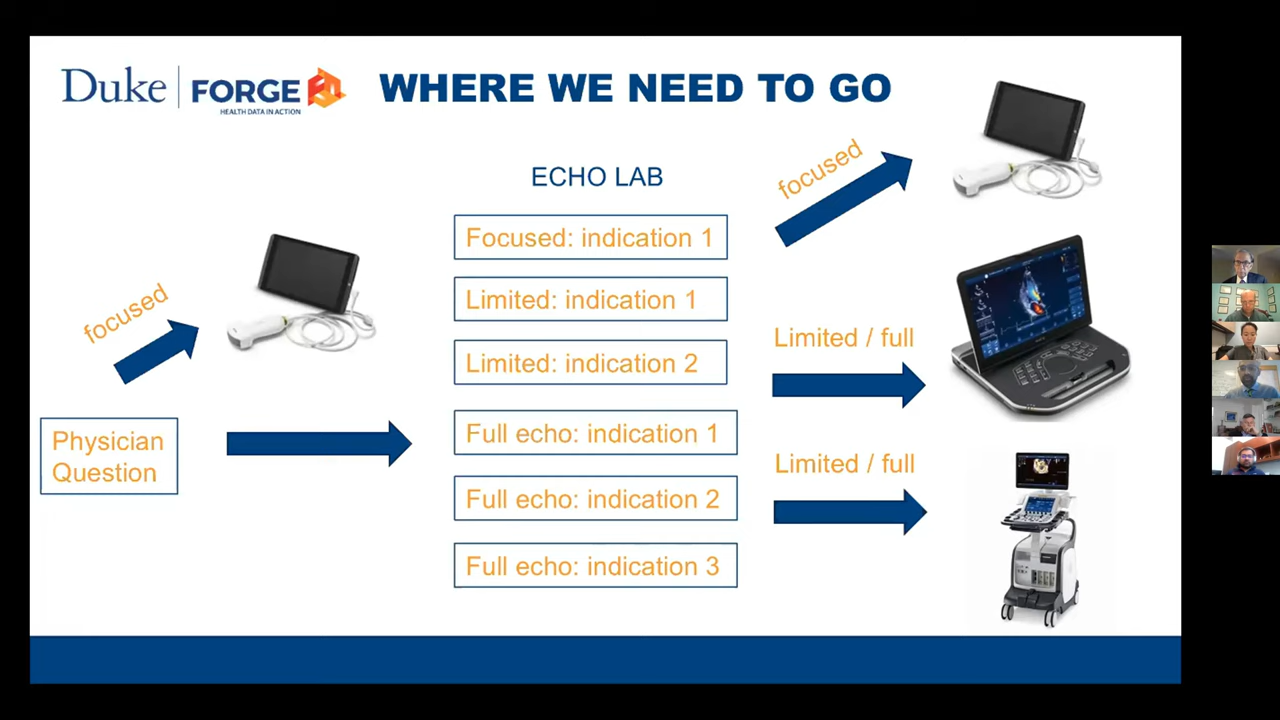 Duke
FORGE
HEALTH DATA IN ACTION
WHERE WE NEED TO GO
ECHO LAB
focused
focused
Focused: indication 1
Limited: indication 1
Limited: indication 2
Limited / full
Physician
Question
Full echo: indication 1
Full echo: indication 2
Full echo: indication 3
Limited / full